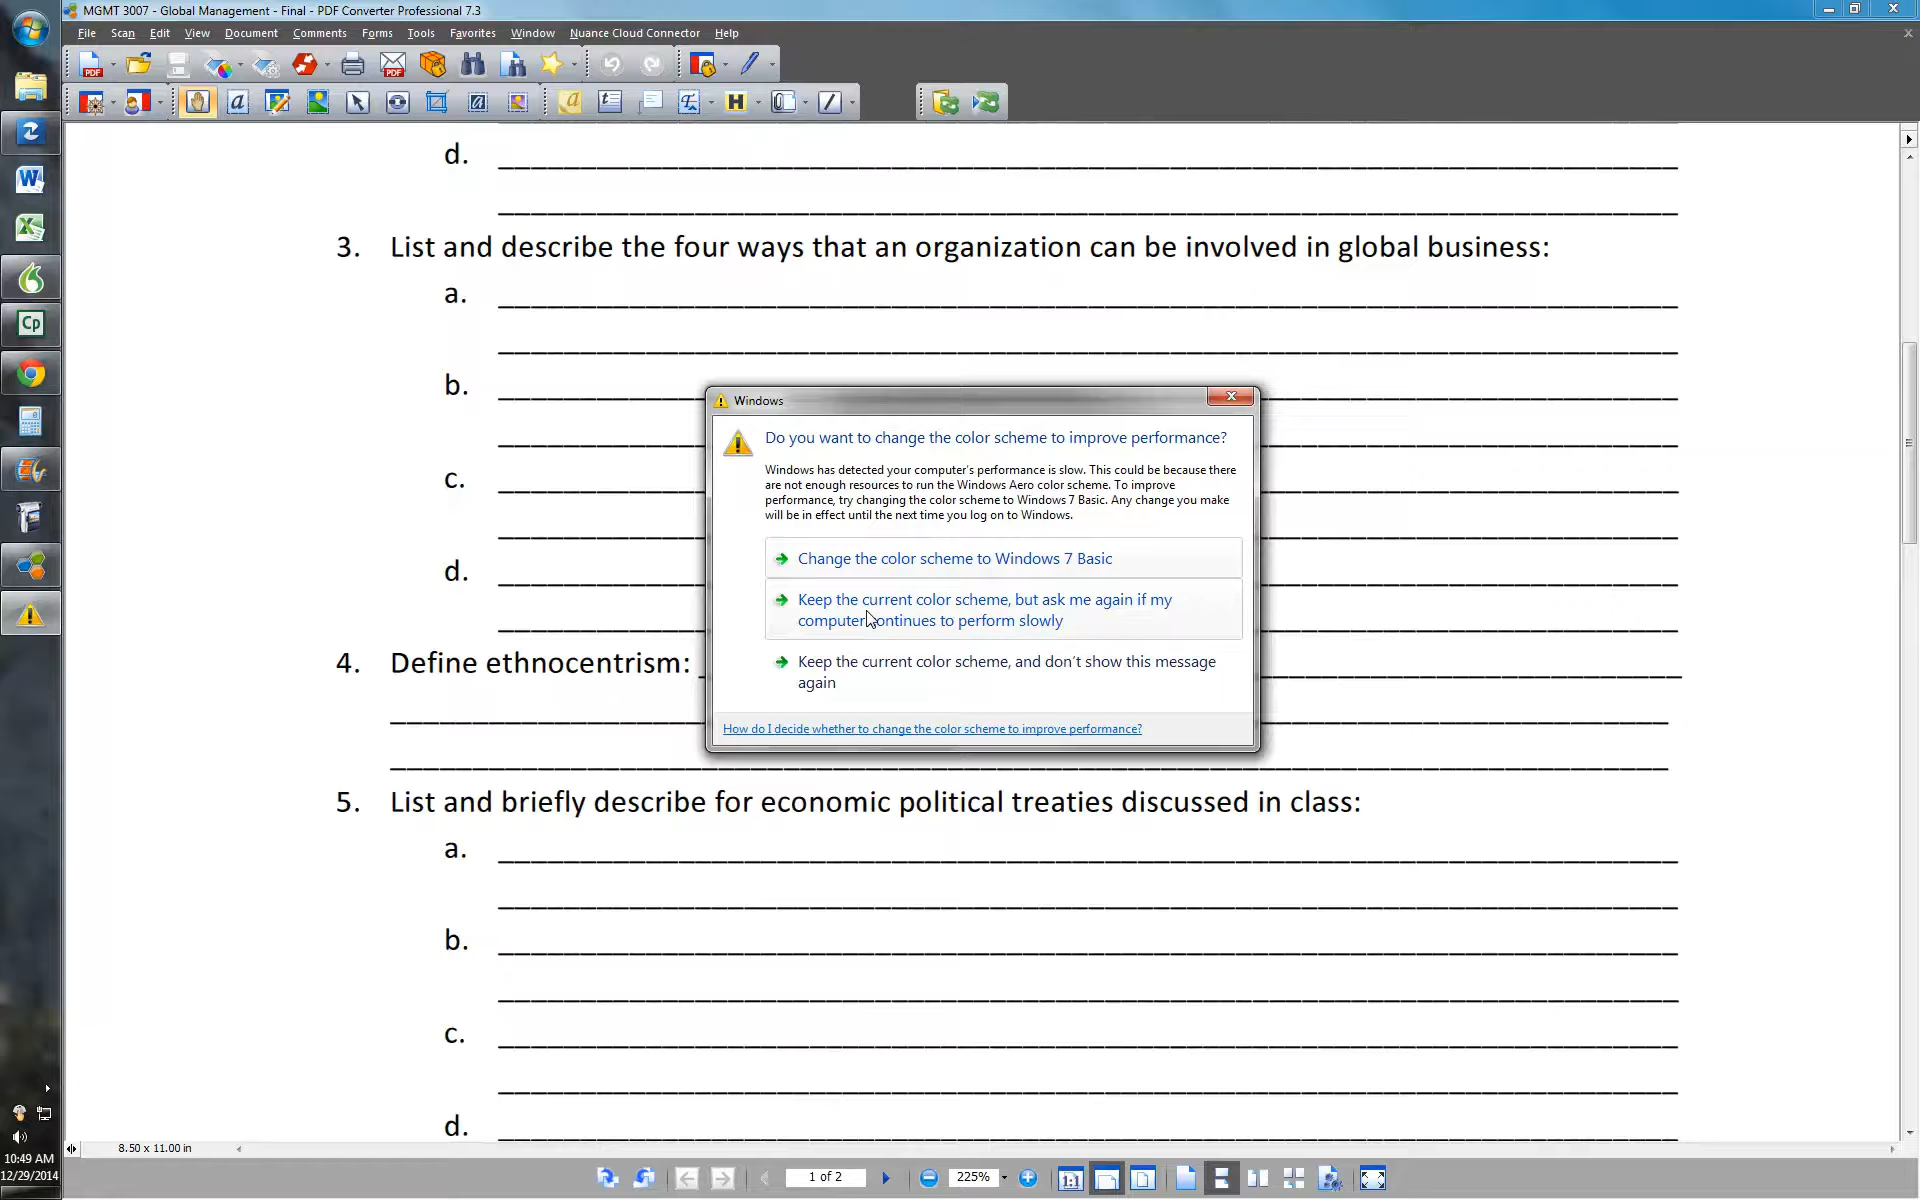 MGMT 3007 - Global Management - Final - PDF Converter Professional 7.3
File Scan Edit View Document Comments Forms Tools Favorites Window Nuance Cloud Connector Help
d.
3. List and describe the four ways that an organization can be involved in global business:
a.
b.
c.
d.
4. Define ethnocentrism:
5. List and briefly describe for economic political treaties discussed in class:
a.
b.
c.
d.
Windows
Do you want to change the color scheme to improve performance?
Windows has detected your computer's performance is slow. This could be because there
are not enough resources to run the Windows Aero color scheme. To improve
performance, try changing the color scheme to Windows 7 Basic. Any change you make
will be in effect until the next time you log on to Windows.
Change the color scheme to Windows 7 Basic
Keep the current color scheme, but ask me again if my
computer continues to perform slowly
Keep the current color scheme, and don't show this message
again
How do I decide whether to change the color scheme to improve performance?
10:49 AM
12/29/2014
8.50 x 11.00 in
1 of 2
225%
1:1
PDF
PDF
W
X
Cp
H